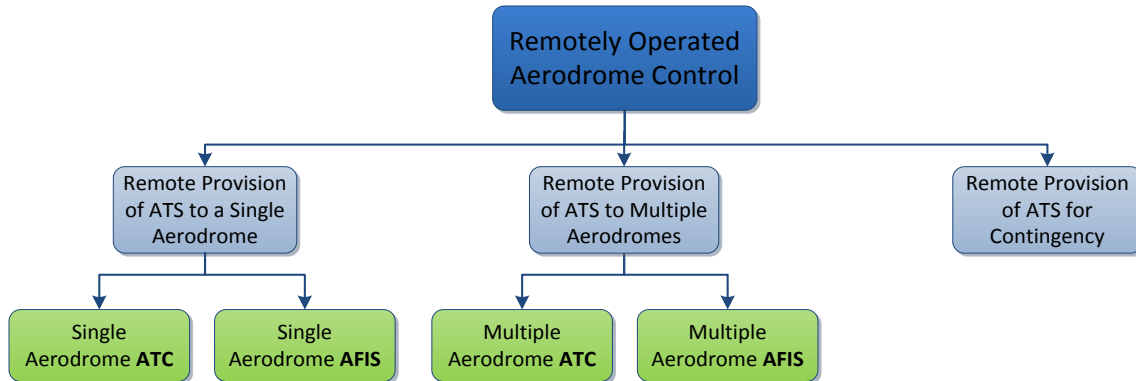 Remotely Operated
Aerodrome Control
Remote Provision
of ATS to a Single
Aerodrome
Remote Provision
of ATS to Multiple
Aerodromes
Remote Provision
of ATS for
Contingency
Single
Aerodrome ATC
Single
Aerodrome AFIS
Multiple
Aerodrome ATC
Multiple
Aerodrome AFIS